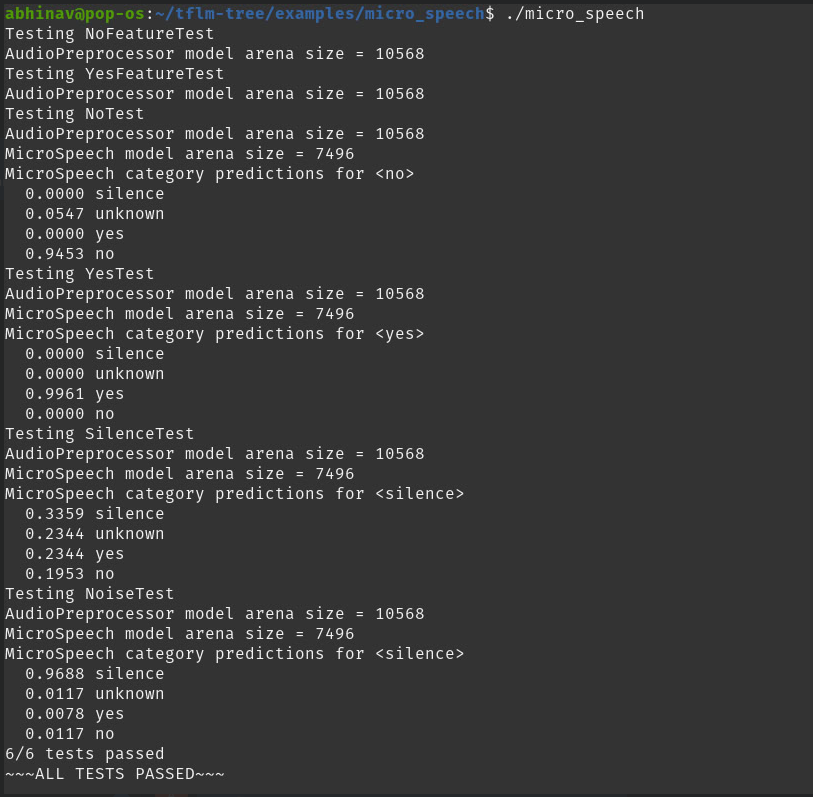 abhinav@pop-os:~/tflm-tree/examples/micro_speech$ ./micro_speech
Testing NoFeatureTest
AudioPreprocessor model arena size = 10568
Testing YesFeatureTest
AudioPreprocessor model arena size = 10568
Testing NoTest
AudioPreprocessor model arena size = 10568
MicroSpeech model arena size = 7496
MicroSpeech category predictions for <no>
  0.0000 silence
  0.0547 unknown
  0.0000 yes
  0.9453 no
Testing YesTest
AudioPreprocessor model arena size = 10568
MicroSpeech model arena size = 7496
MicroSpeech category predictions for <yes>
  0.0000 silence
  0.0000 unknown
  0.9961 yes
  0.0000 no
Testing SilenceTest
AudioPreprocessor model arena size = 10568
MicroSpeech model arena size = 7496
MicroSpeech category predictions for <silence>
  0.3359 silence
  0.2344 unknown
  0.2344 yes
  0.1953 no
Testing NoiseTest
AudioPreprocessor model arena size = 10568
MicroSpeech model arena size = 7496
MicroSpeech category predictions for <silence>
  0.9688 silence
  0.0117 unknown
  0.0078 yes
  0.0117 no
6/6 tests passed
~~~ALL TESTS PASSED~~~